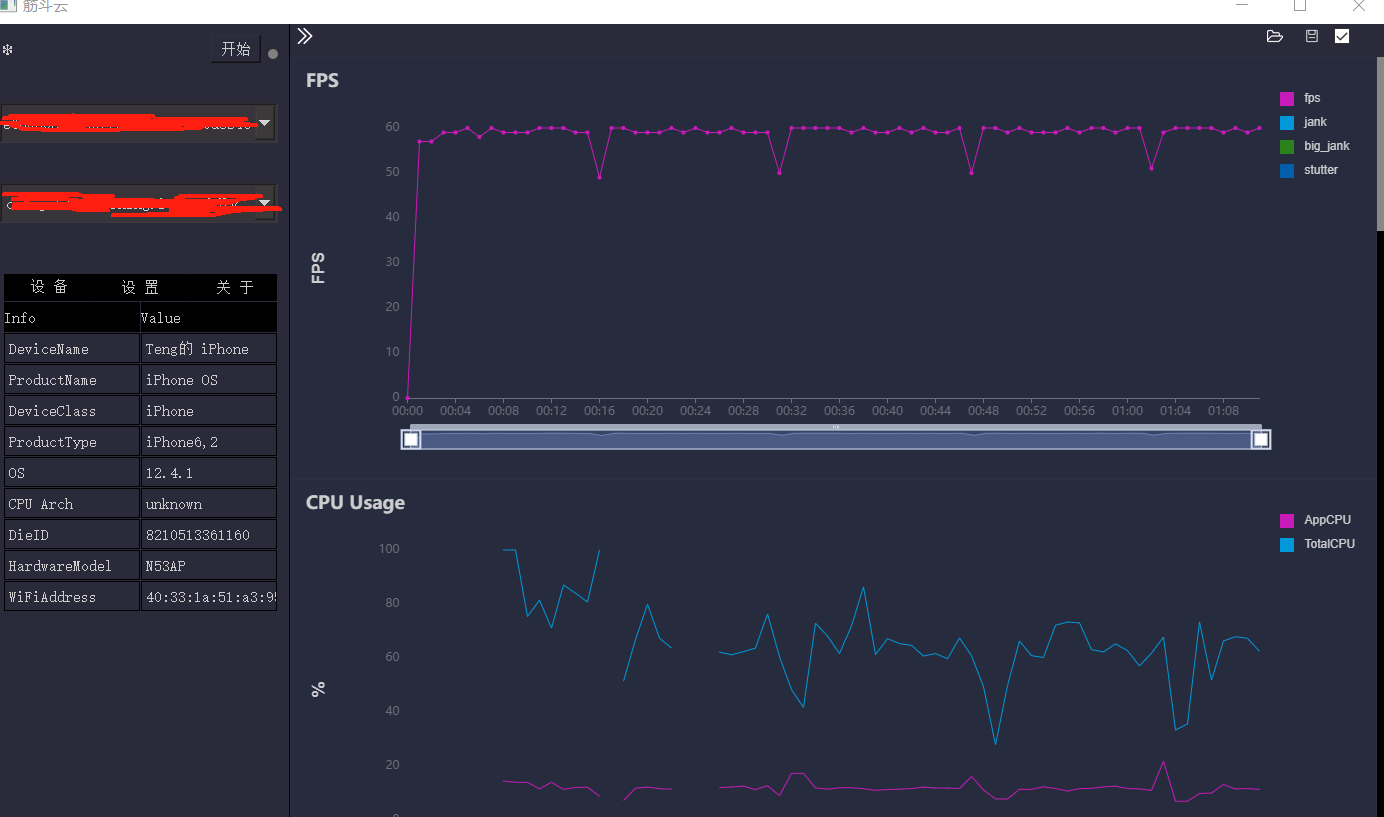 筋斗云
开始
设 备 设 置 关 于
Info Value
DeviceName Teng的 iPhone
ProductName iPhone OS
DeviceClass iPhone
ProductType iPhone6,2
OS 12.4.1
CPU Arch unknown
DieID 8210513361160
HardwareModel N53AP
WiFiAddress 40:33:1a:51:a3:95
FPS
fps
jank
big_jank
stutter
FPS
60
50
40
30
20
10
0
00:00 00:04 00:08 00:12 00:16 00:20 00:24 00:28 00:32 00:36 00:40 00:44 00:48 00:52 00:56 01:00 01:04 01:08
CPU Usage
AppCPU
TotalCPU
%
100
80
60
40
20